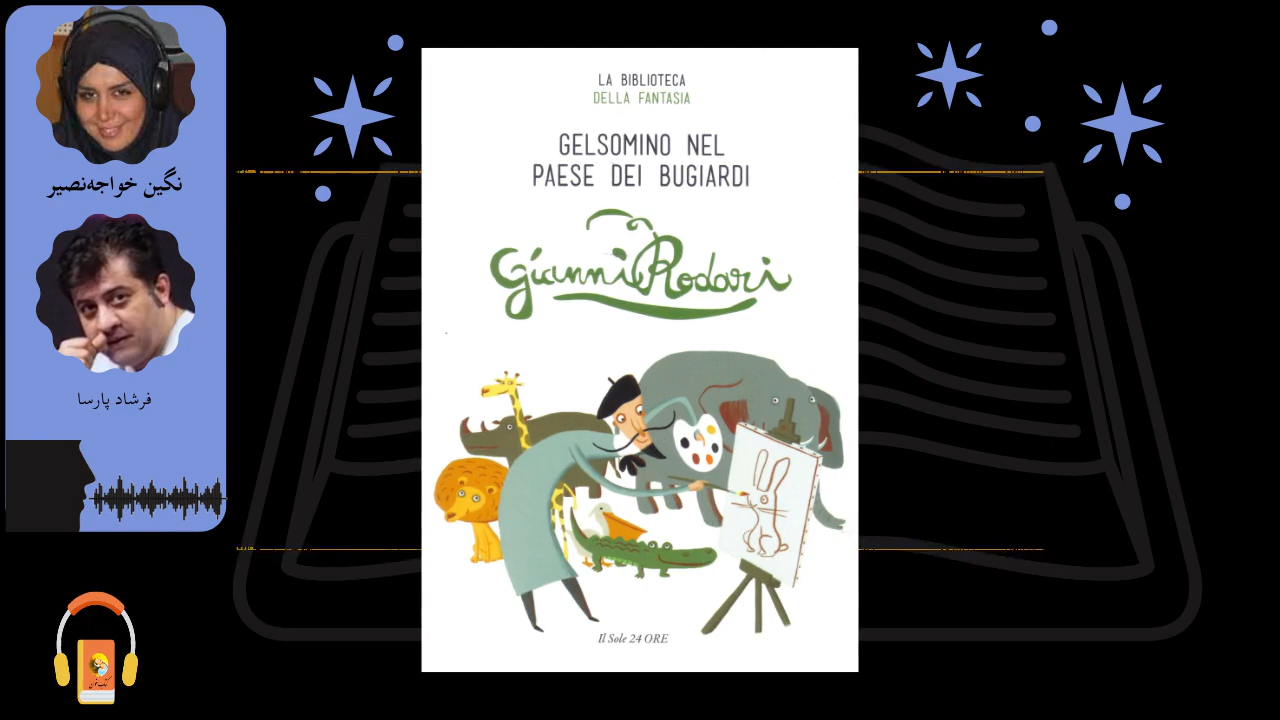 نگین خواجه‌نصیر
فرشاد پارسا
LA BIBLIOTECA
DELLA FANTASIA
GELSOMINO NEL
PAESE DEI BUGIARDI
Gianni Rodari
Il Sole 24 ORE